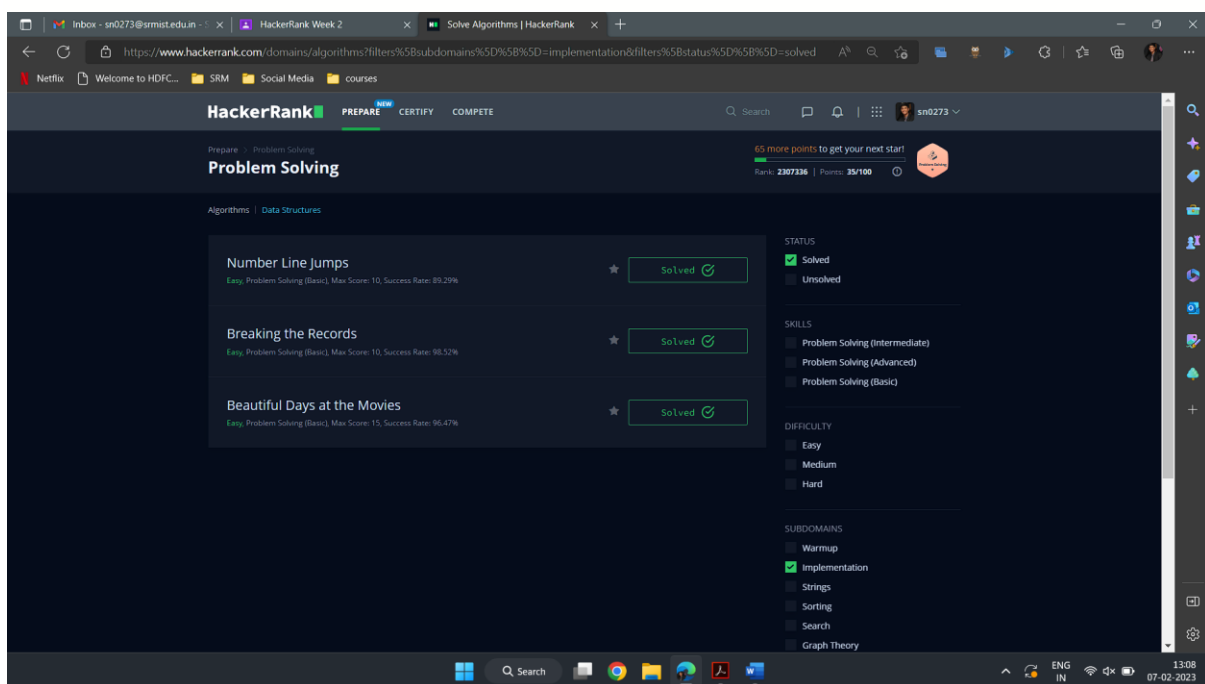 Inbox - sn0273@srmist.edu.in - S
HackerRank Week 2
Solve Algorithms | HackerRank
https://www.hackerrank.com/domains/algorithms?filters%5Bsubdomains%5D%5B%5D=implementation&filters%5Bstatus%5D%5B%5D=solved
Netflix
Welcome to HDFC...
SRM
Social Media
courses
HackerRank
PREPARE
NEW
CERTIFY
COMPETE
Search
sn0273
Prepare > Problem Solving
Problem Solving
65 more points to get your next star!
Rank: 2307336 | Points: 35/100
Problem Solving
Algorithms | Data Structures
Number Line Jumps
Easy, Problem Solving (Basic), Max Score: 10, Success Rate: 89.29%
Solved
Breaking the Records
Easy, Problem Solving (Basic), Max Score: 10, Success Rate: 98.52%
Solved
Beautiful Days at the Movies
Easy, Problem Solving (Basic), Max Score: 15, Success Rate: 96.47%
Solved
STATUS
Solved
Unsolved
SKILLS
Problem Solving (Intermediate)
Problem Solving (Advanced)
Problem Solving (Basic)
DIFFICULTY
Easy
Medium
Hard
SUBDOMAINS
Warmup
Implementation
Strings
Sorting
Search
Graph Theory
Search
ENG
IN
13:08
07-02-2023